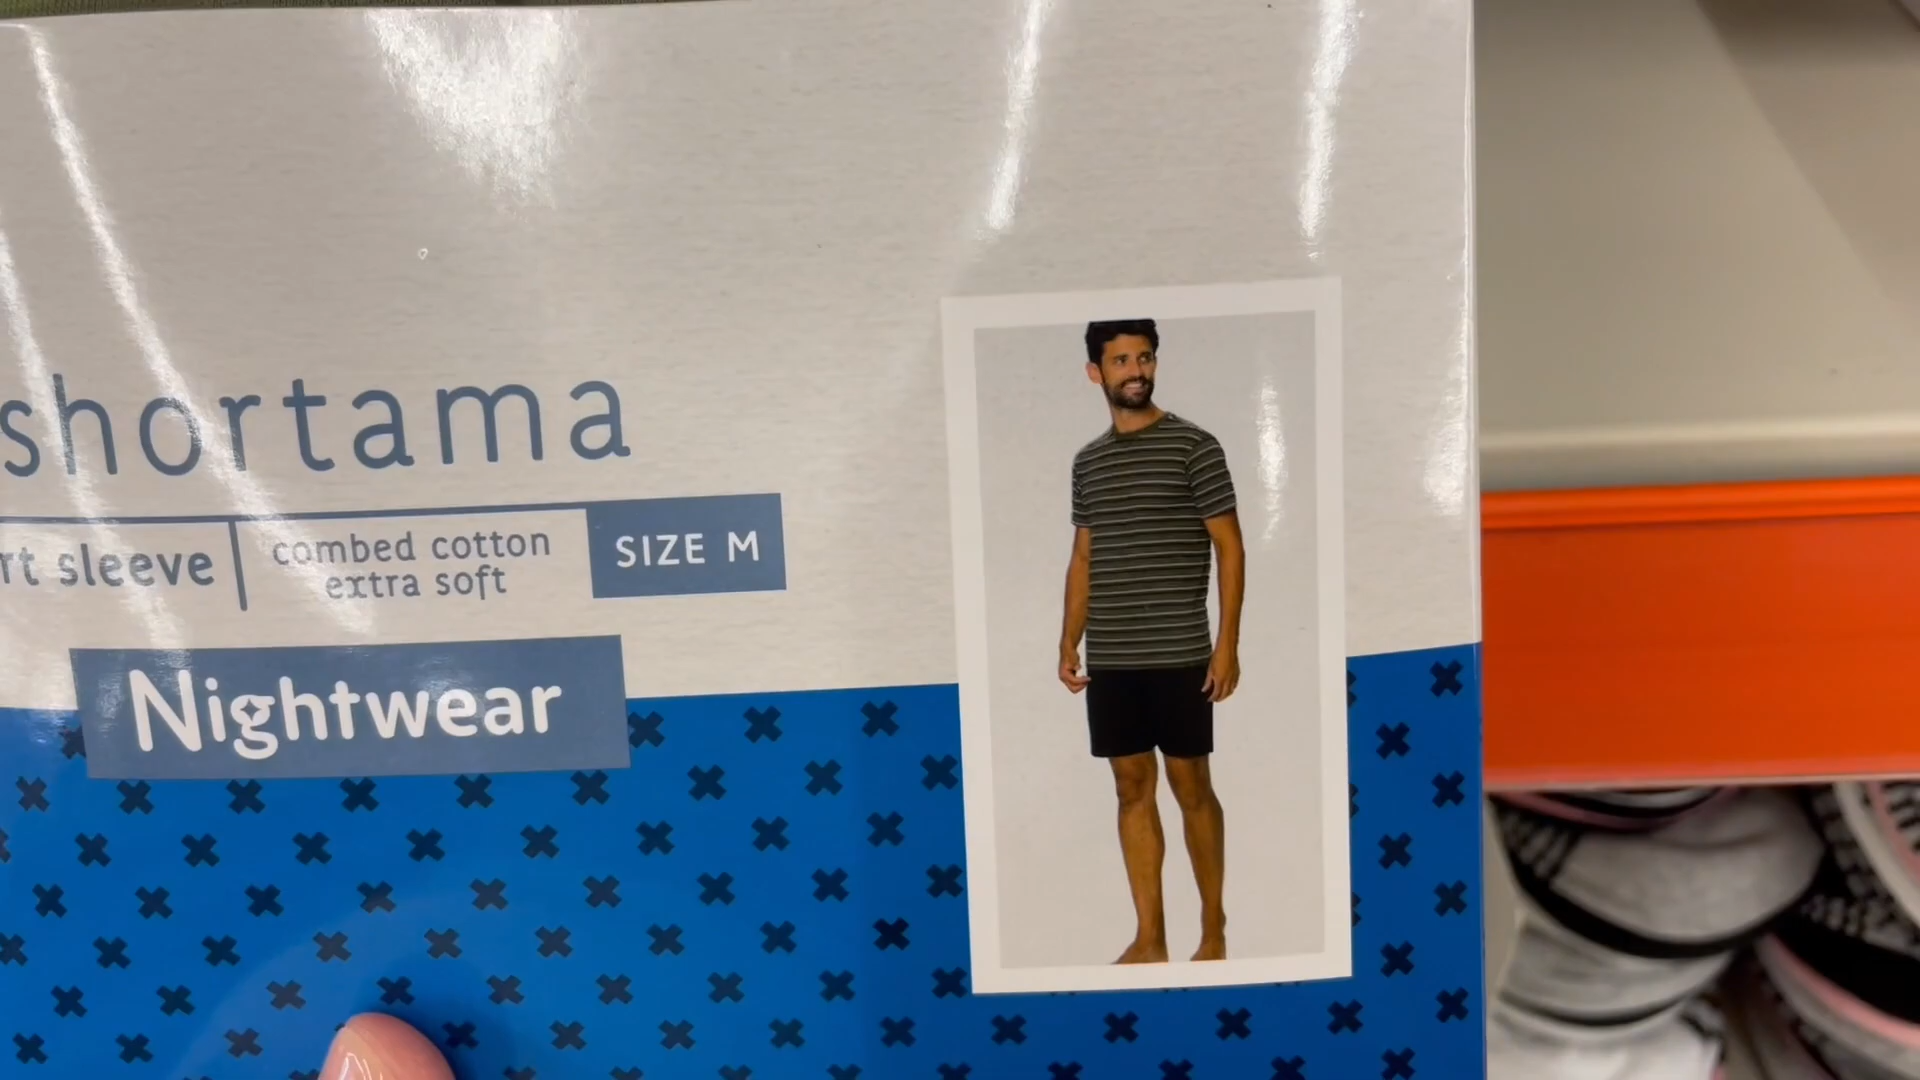 shortama
rt sleeve
combed cotton
extra soft
SIZE M
Nightwear